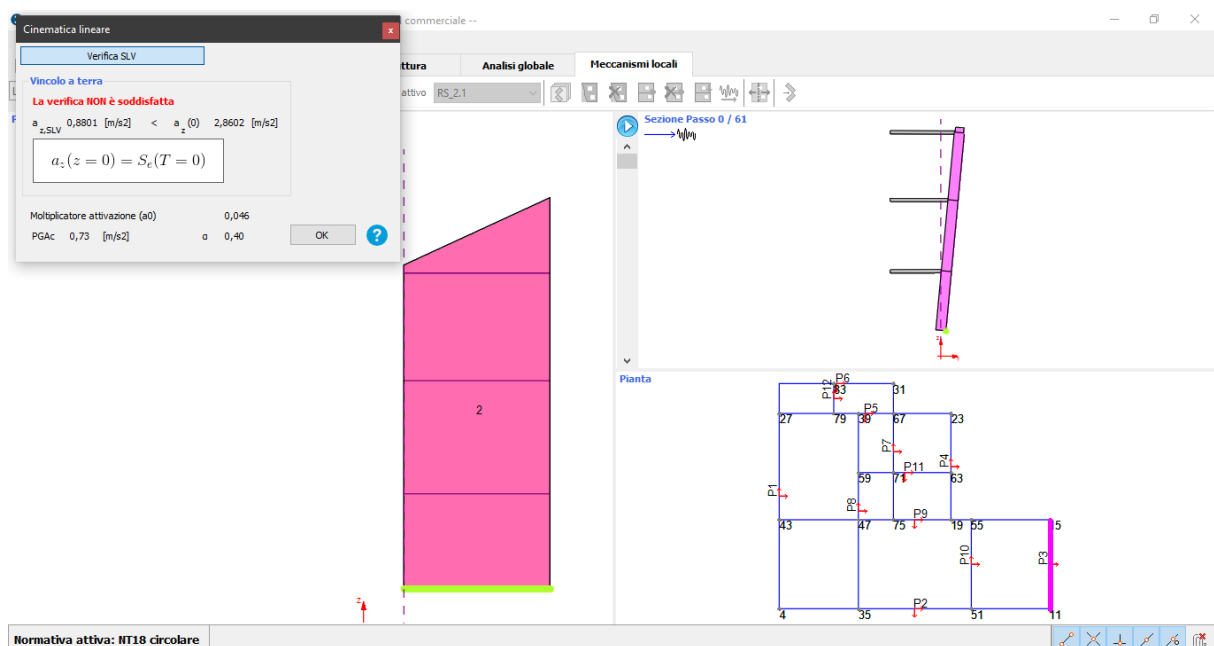 commerciale --
Cinematica lineare
x
Verifica SLV
Vincolo a terra
La verifica NON è soddisfatta
a z,SLV 0,8801 [m/s2] < a z (0) 2,8602 [m/s2]
a_z(z = 0) = S_e(T = 0)
Moltiplicatore attivazione (a0) 0,046
PGAc 0,73 [m/s2] α 0,40
OK
?
ttura
Analisi globale
Meccanismi locali
attivo RS_2.1
Sezione Passo 0 / 61
z
2
z
Pianta
P6
P12 83 31
P5
27 79 39 67 23
P7
P4
P11
59 71 63
P1
P8
P9
43 47 75 19 55 5
P10
P3
P2
4 35 51 11
Normativa attiva: NT18 circolare